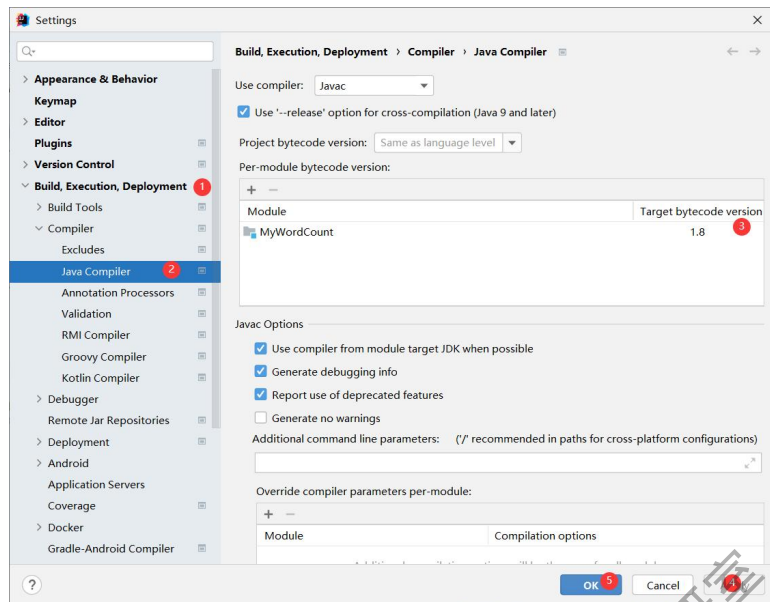 Settings
Build, Execution, Deployment › Compiler › Java Compiler
Appearance & Behavior
Keymap
Editor
Plugins
Version Control
Build, Execution, Deployment 1
Build Tools
Compiler
Excludes
Java Compiler 2
Annotation Processors
Validation
RMI Compiler
Groovy Compiler
Kotlin Compiler
Debugger
Remote Jar Repositories
Deployment
Android
Application Servers
Coverage
Docker
Gradle-Android Compiler
Use compiler: Javac
Use '--release' option for cross-compilation (Java 9 and later)
Project bytecode version: Same as language level
Per-module bytecode version:
Module Target bytecode version
MyWordCount 1.8 3
Javac Options
Use compiler from module target JDK when possible
Generate debugging info
Report use of deprecated features
Generate no warnings
Additional command line parameters: ('/' recommended in paths for cross-platform configurations)
Override compiler parameters per-module:
Module Compilation options
? OK 5 Cancel 4